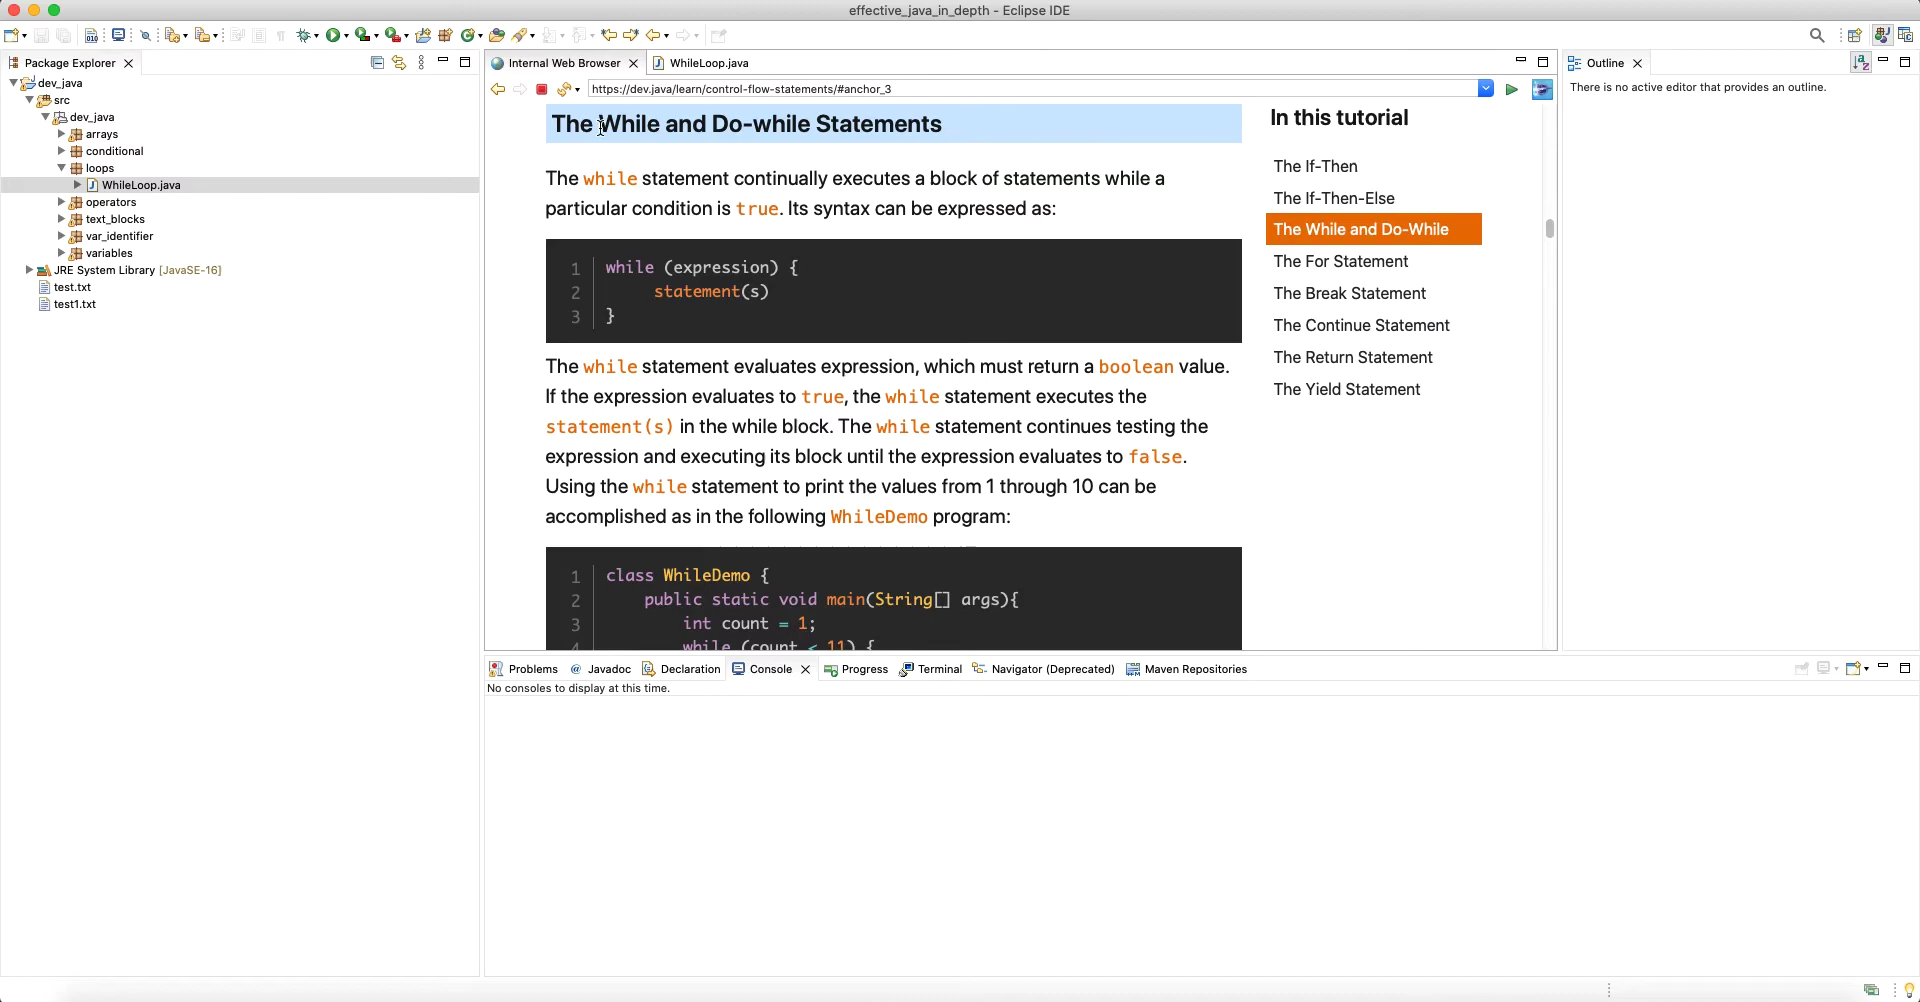 effective_java_in_depth - Eclipse IDE
Package Explorer
Internal Web Browser
WhileLoop.java
Outline
https://dev.java/learn/control-flow-statements/#anchor_3
There is no active editor that provides an outline.
dev_java
src
dev_java
arrays
conditional
loops
WhileLoop.java
operators
text_blocks
var_identifier
variables
JRE System Library [JavaSE-16]
test.txt
test1.txt
The While and Do-while Statements
The while statement continually executes a block of statements while a
particular condition is true. Its syntax can be expressed as:
1 while (expression) {
2 statement(s)
3 }
The while statement evaluates expression, which must return a boolean value.
If the expression evaluates to true, the while statement executes the
statement(s) in the while block. The while statement continues testing the
expression and executing its block until the expression evaluates to false.
Using the while statement to print the values from 1 through 10 can be
accomplished as in the following WhileDemo program:
1 class WhileDemo {
2 public static void main(String[] args){
3 int count = 1;
4 while (count < 11) {
In this tutorial
The If-Then
The If-Then-Else
The While and Do-While
The For Statement
The Break Statement
The Continue Statement
The Return Statement
The Yield Statement
Problems
@ Javadoc
Declaration
Console
Progress
Terminal
Navigator (Deprecated)
Maven Repositories
No consoles to display at this time.